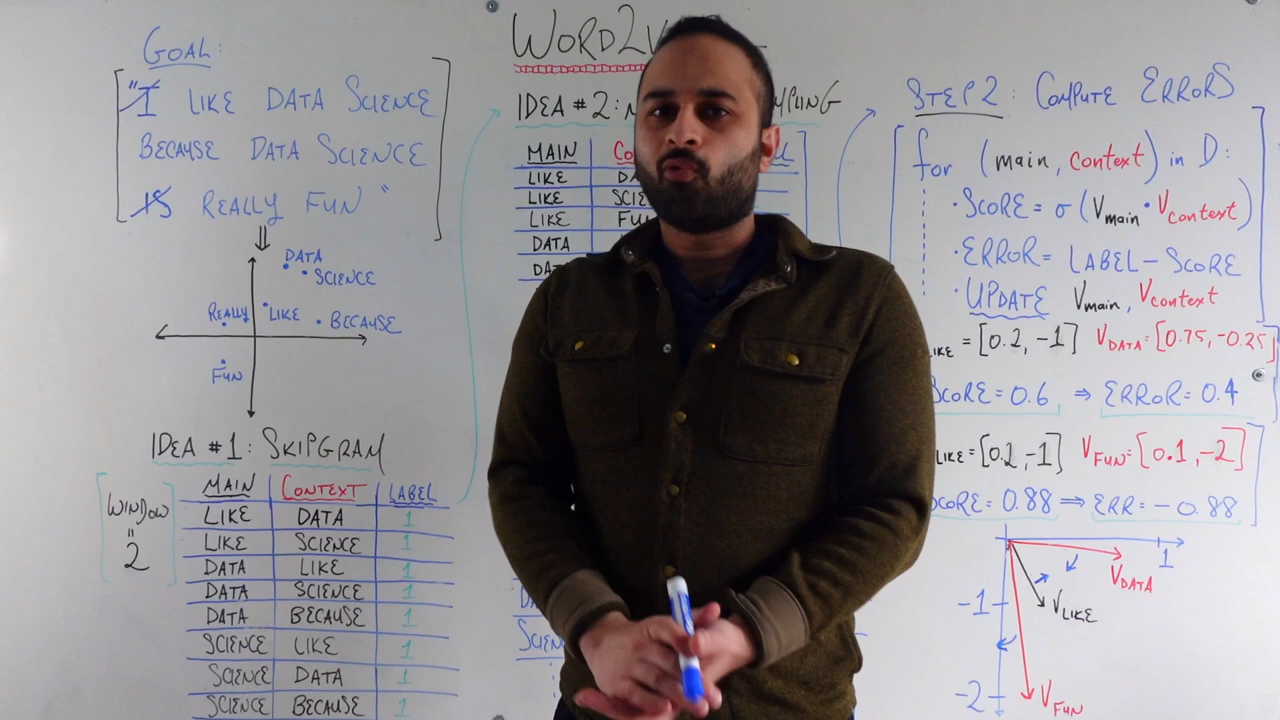 GOAL:
"I LIKE DATA SCIENCE
BECAUSE DATA SCIENCE
IS REALLY FUN"
DATA
SCIENCE
REALLY
LIKE
BECAUSE
FUN
IDEA #1: SKIPGRAM
WINDOW
=
2
MAIN CONTEXT LABEL
LIKE DATA 1
LIKE SCIENCE 1
DATA LIKE 1
DATA SCIENCE 1
DATA BECAUSE 1
SCIENCE LIKE 1
SCIENCE DATA 1
SCIENCE BECAUSE 1
WORD2V
IDEA #2:
MAIN
LIKE
LIKE
LIKE FU
DATA
STEP 2: COMPUTE ERRORS
for (main, context) in D:
· SCORE = σ(Vmain · Vcontext)
· ERROR = LABEL - SCORE
· UPDATE Vmain, Vcontext
= [0.2, -1] VDATA = [0.75, -0.25]
SCORE = 0.6 ⇒ ERROR = 0.4
LIKE = [0.2, -1] VFUN = [0.1, -2]
SCORE = 0.88 ⇒ ERR = -0.88
1
VDATA
-1
VLIKE
-2
VFUN